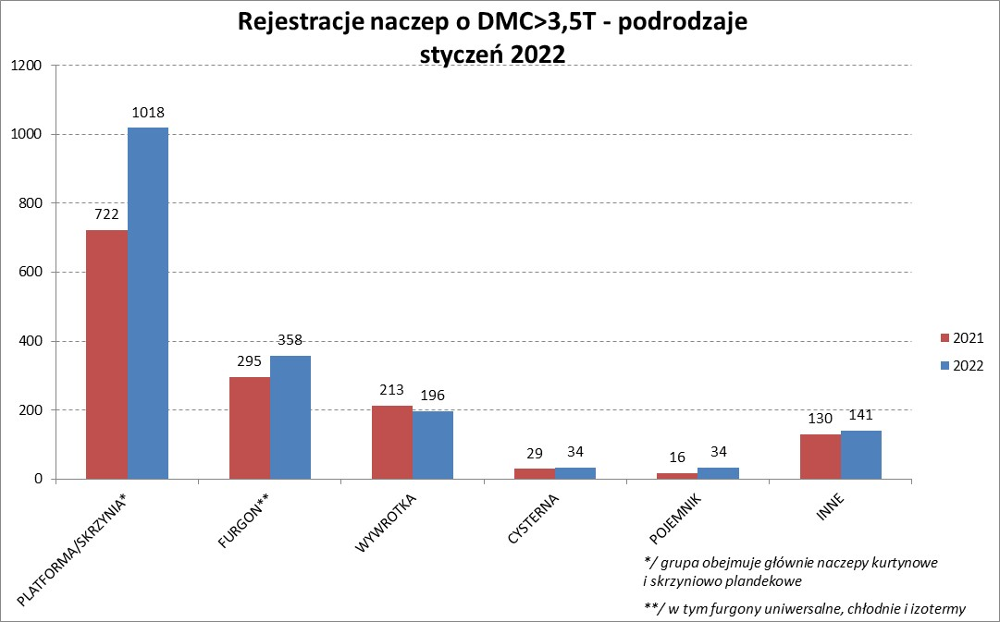 Rejestracje naczep o DMC>3,5T - podrodzaje
styczeń 2022
1200
1000
800
600
400
200
0
722
1018
295
358
213
196
29
34
16
34
130
141
PLATFORMA/SKRZYNIA*
FURGON**
WYWROTKA
CYSTERNA
POJEMNIK
INNE
2021
2022
*/ grupa obejmuje głównie naczepy kurtynowe
i skrzyniowo plandekowe
**/ w tym furgony uniwersalne, chłodnie i izotermy